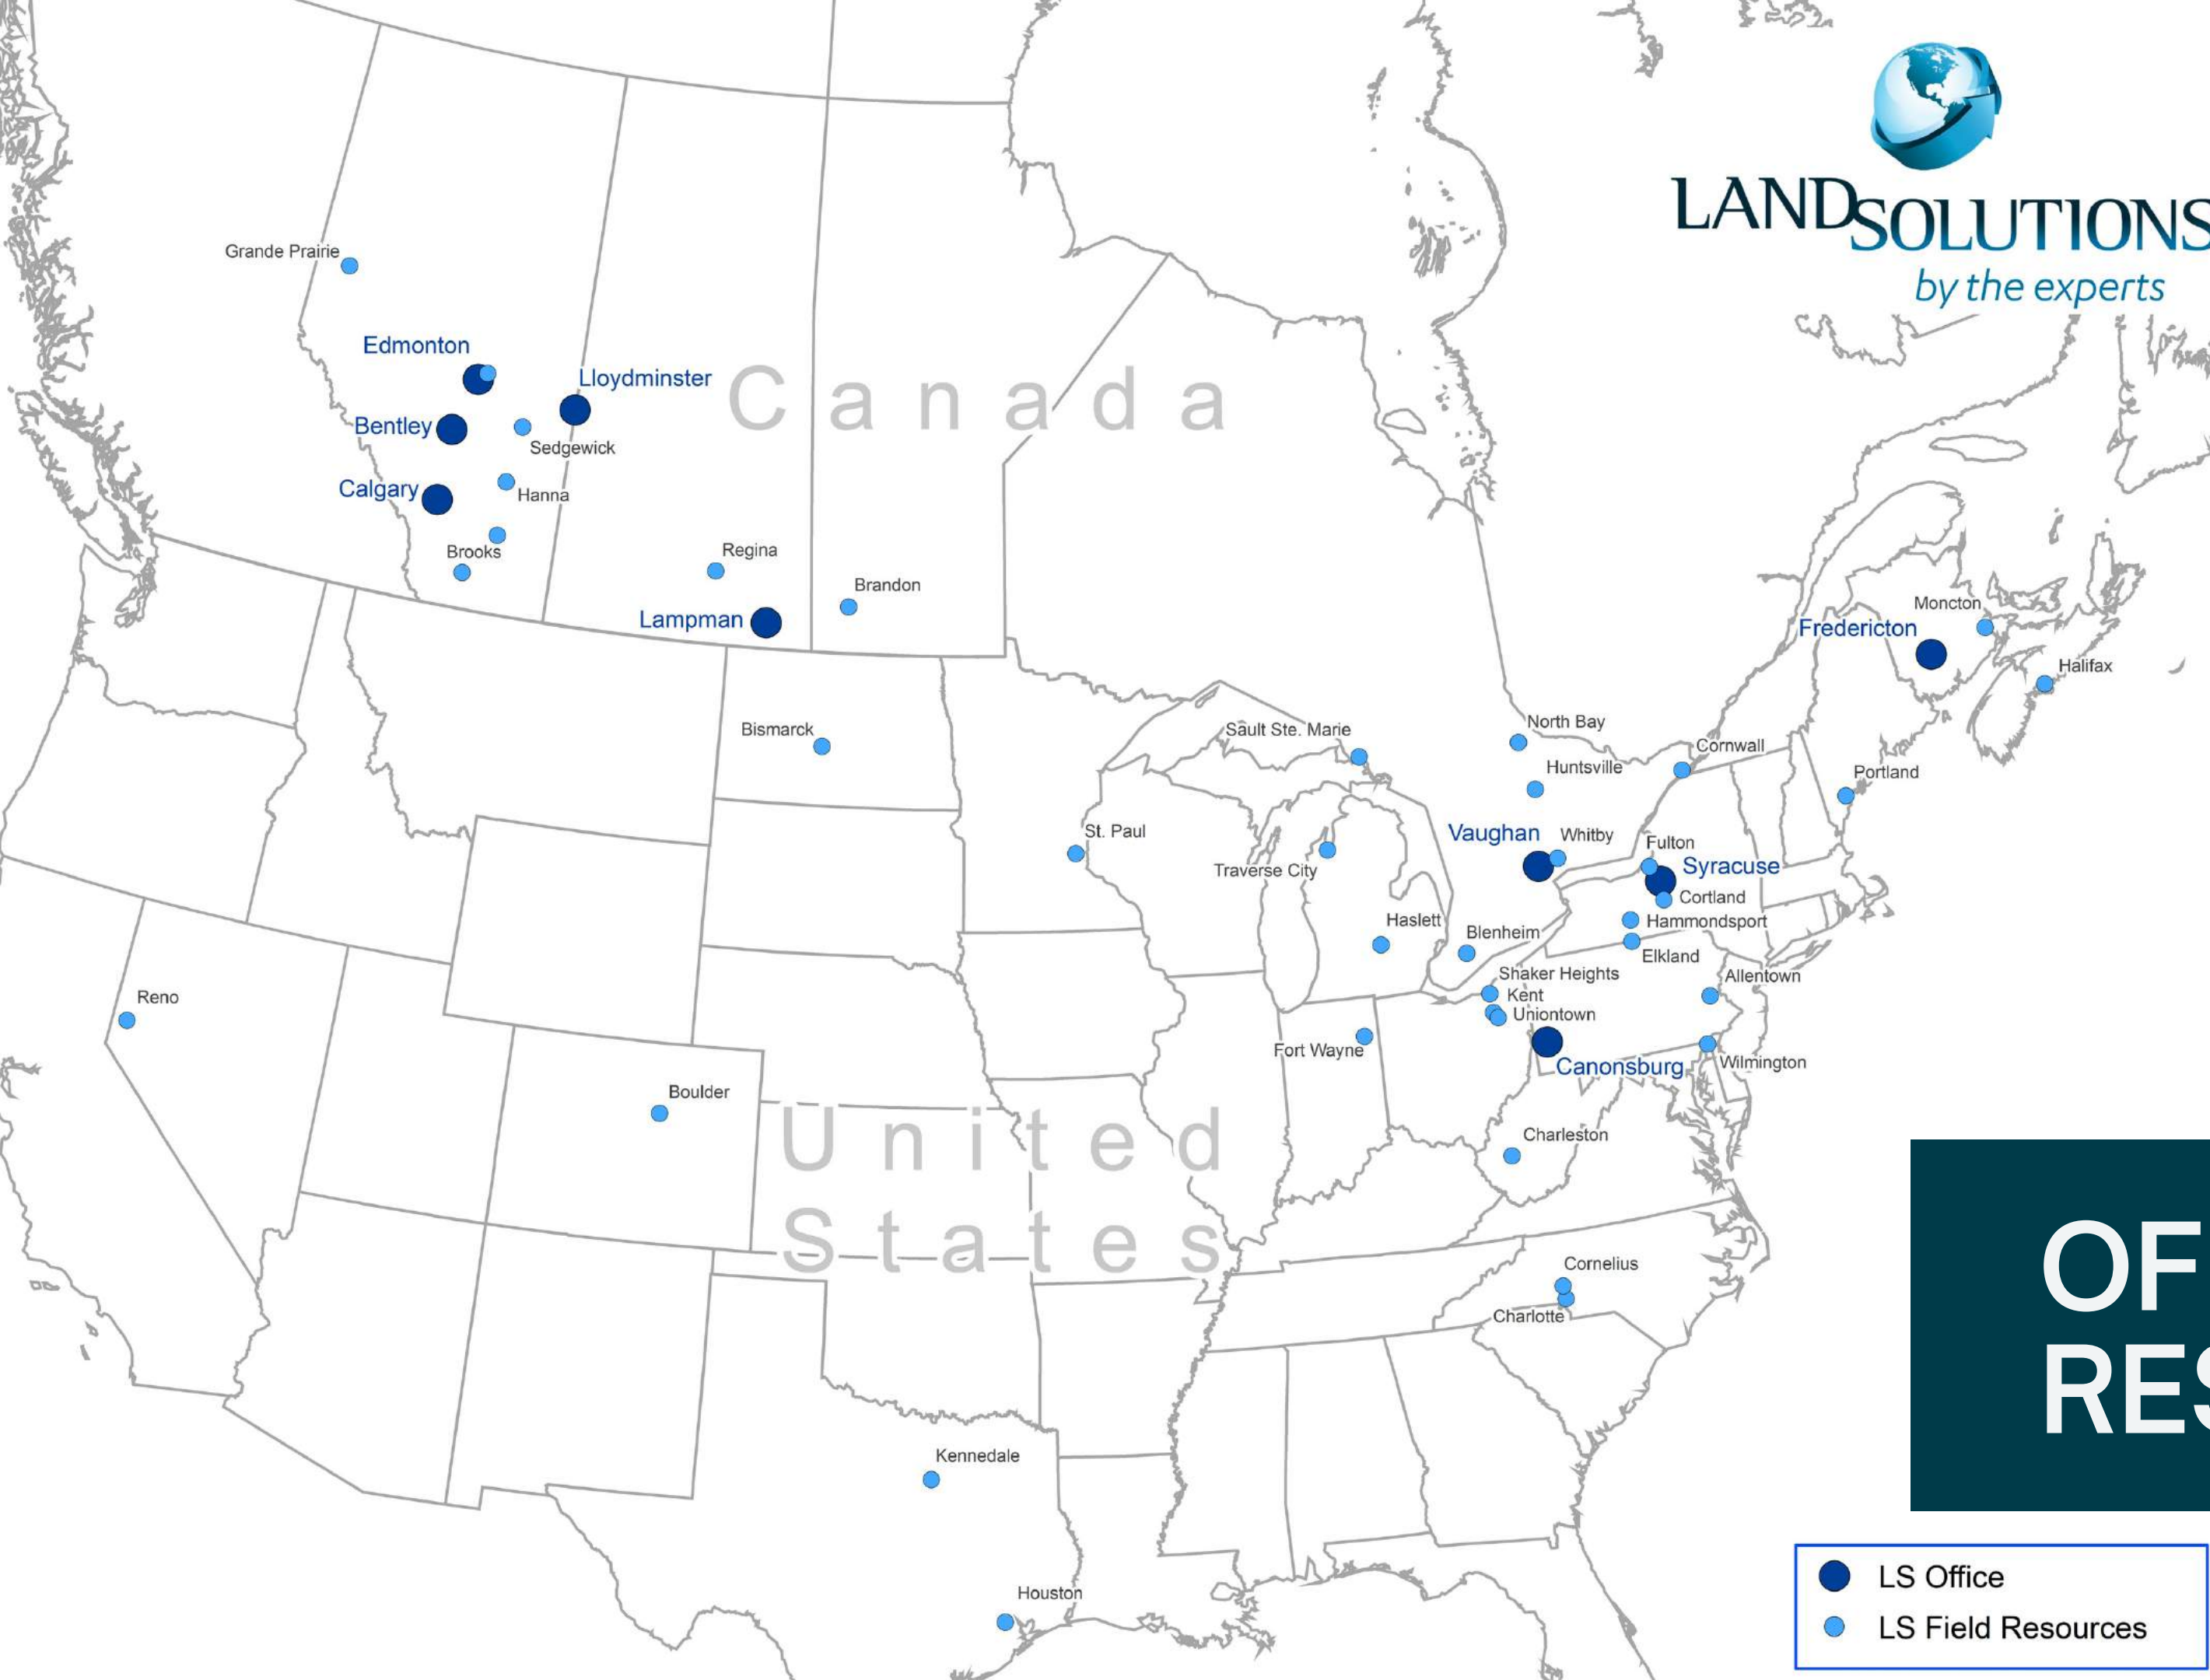 LANDSOLUTIONS
by the experts
Grande Prairie
Edmonton
Lloydminster
Canada
Bentley
Sedgewick
Calgary
Hanna
Brooks
Regina
Brandon
Lampman
Moncton
Fredericton
Halifax
North Bay
Bismarck
Sault Ste. Marie
Cornwall
Huntsville
Portland
St. Paul
Vaughan
Whitby
Fulton
Traverse City
Syracuse
Cortland
Haslett
Hammondsport
Blenheim
Elkland
Shaker Heights
Allentown
Reno
Kent
Uniontown
Fort Wayne
Canonsburg
Wilmington
Boulder
United
States
Charleston
Cornelius
Charlotte
OF
RES
Kennedale
Houston
LS Office
LS Field Resources